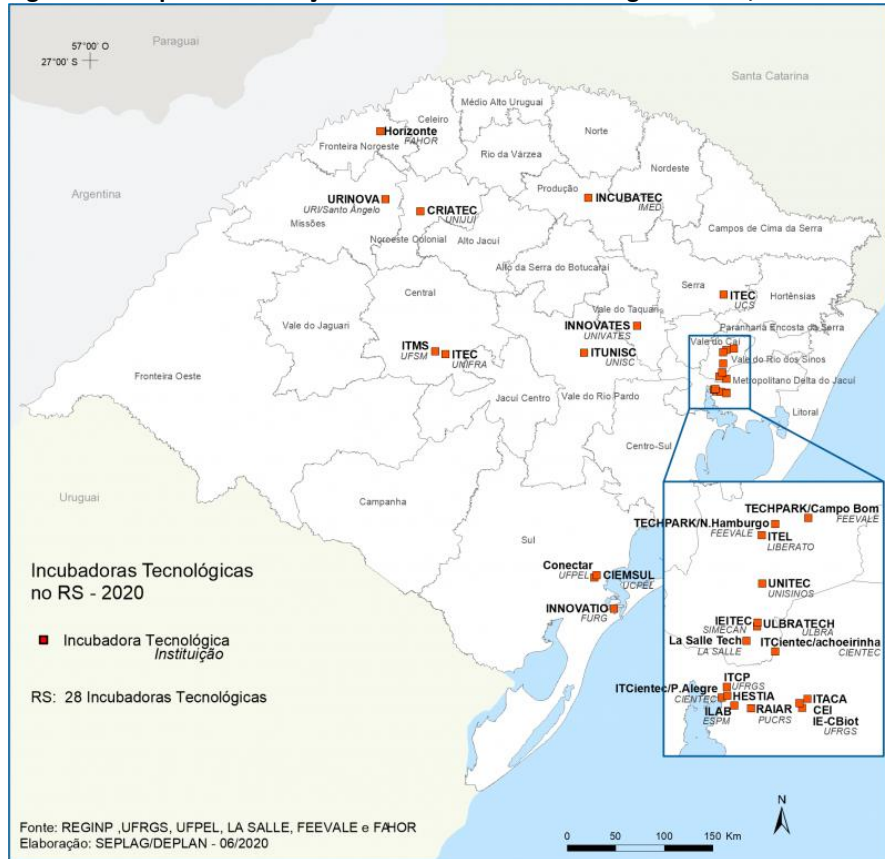 Paraguai
57°00' O
27°00' S
Santa Catarina
Argentina
Uruguai
Médio Alto Uruguai
Celeiro
Norte
Horizonte
FAHOR
Fronteira Noroeste
Rio da Várzea
Nordeste
URINOVA
URI/Santo Ângelo
Missões
CRIATEC
UNIJUI
Produção
INCUBATEC
IMED
Noroeste Colonial
Alto Jacuí
Campos de Cima da Serra
Alto da Serra do Botucaraí
Central
Serra
ITEC
UCS
Hortênsias
Vale do Taquari
Vale do Jaguari
INNOVATES
UNIVATES
Paranhana Encosta da Serra
Vale do Caí
ITMS
UFSM
ITEC
UNIFRA
ITUNISC
UNISC
Vale do Rio dos Sinos
Fronteira Oeste
Metropolitano Delta do Jacuí
Jacuí Centro
Vale do Rio Pardo
Litoral
Centro-Sul
Campanha
Sul
Conectar
UFPEL
CIEMSUL
UCPEL
INNOVATIO
FURG
TECHPARK/Campo Bom
FEEVALE
TECHPARK/N.Hamburgo
FEEVALE
ITEL
LIBERATO
UNITEC
UNISINOS
IEITEC
SIMECAN
ULBRATECH
ULBRA
La Salle Tech
LA SALLE
ITCientec/achoeirinha
CIENTEC
ITCP
UFRGS
ITCientec/P.Alegre
CIENTEC
HESTIA
ILAB
ESPM
RAIAR
PUCRS
ITACA
CEI
IE-CBiot
UFRGS
Incubadoras Tecnológicas
no RS - 2020
Incubadora Tecnológica
Instituição
RS: 28 Incubadoras Tecnológicas
Fonte: REGINP ,UFRGS, UFPEL, LA SALLE, FEEVALE e FAHOR
Elaboração: SEPLAG/DEPLAN - 06/2020
N
0 50 100 150 Km